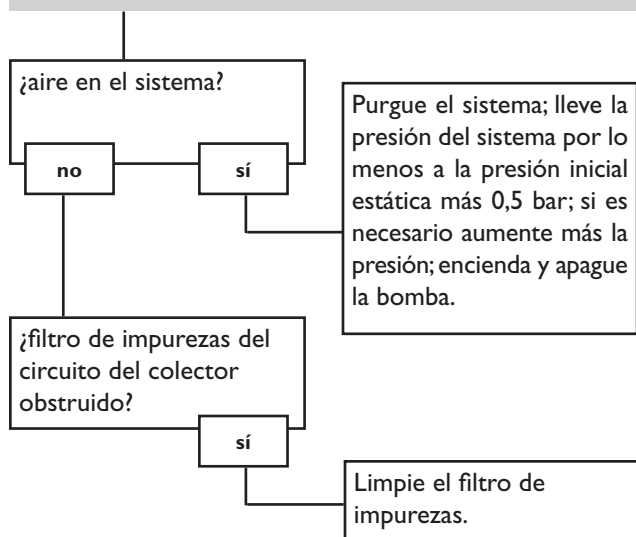 ¿aire en el sistema?
no
sí
Purgue el sistema; lleve la
presión del sistema por lo
menos a la presión inicial
estática más 0,5 bar; si es
necesario aumente más la
presión; encienda y apague
la bomba.
¿filtro de impurezas del
circuito del colector
obstruido?
sí
Limpie el filtro de
impurezas.